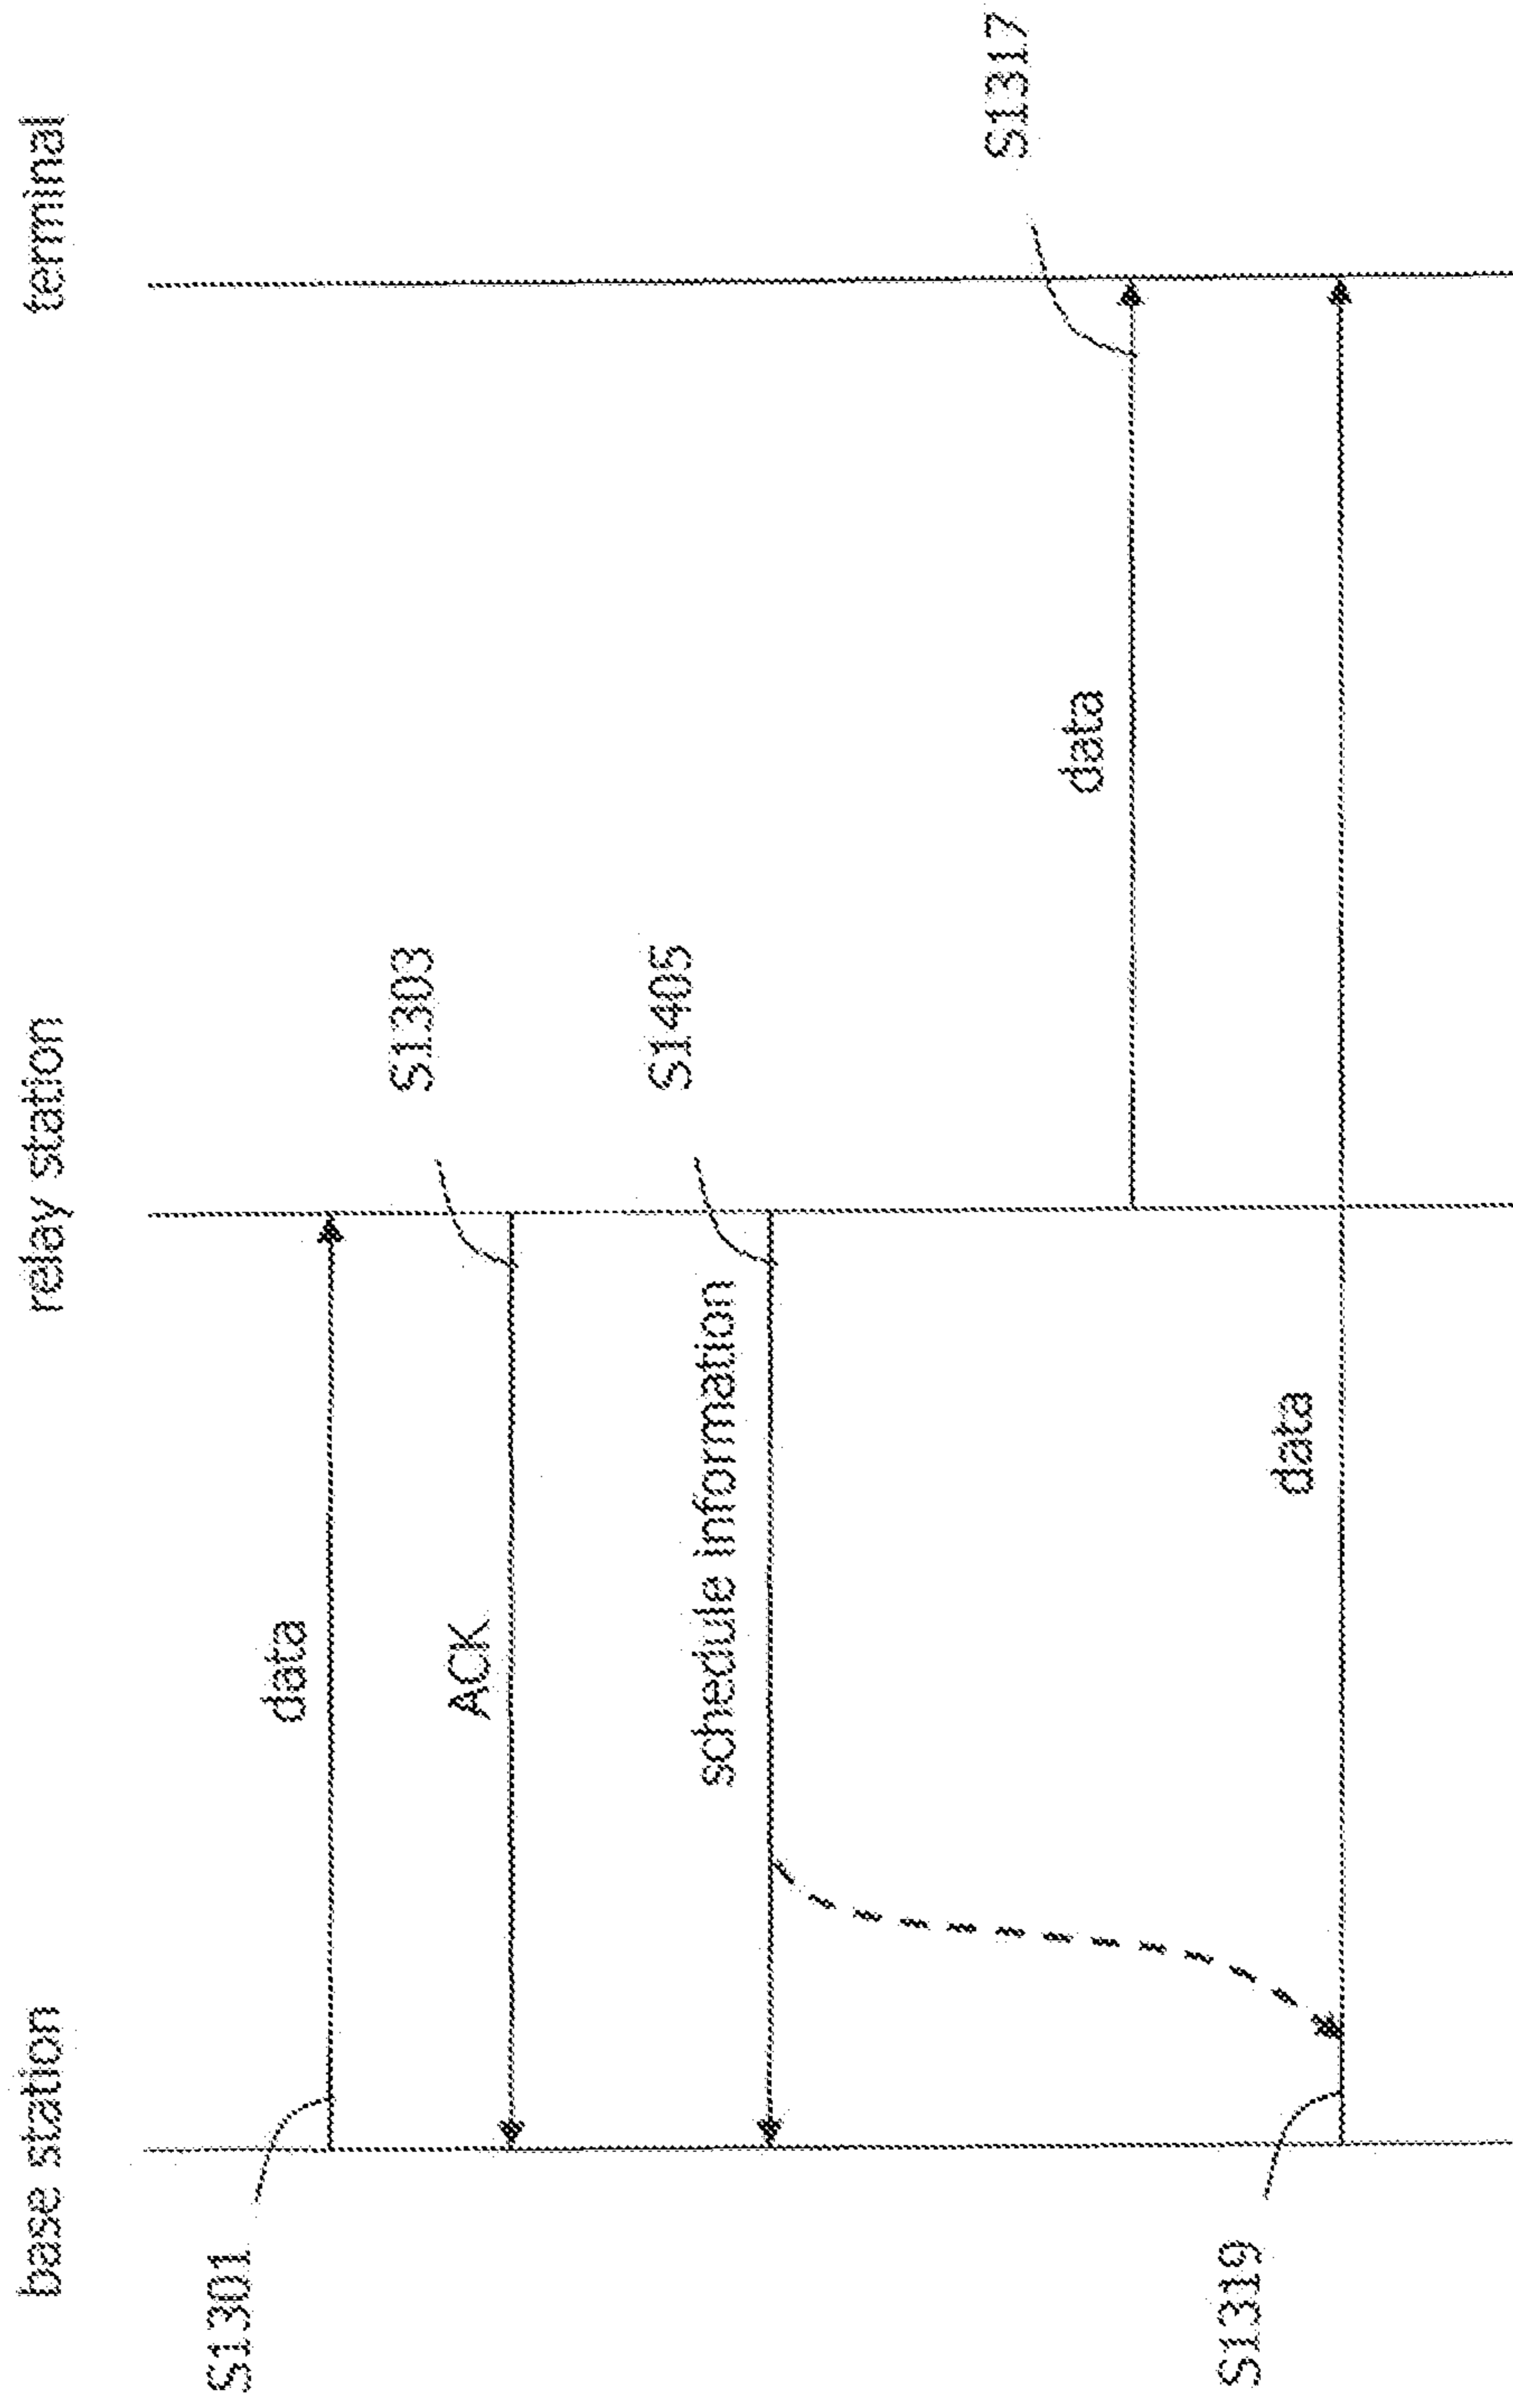 base station
relay station
terminal
S1301
data
ACK
S1303
schedule information
S1405
data
S1317
S1319
data